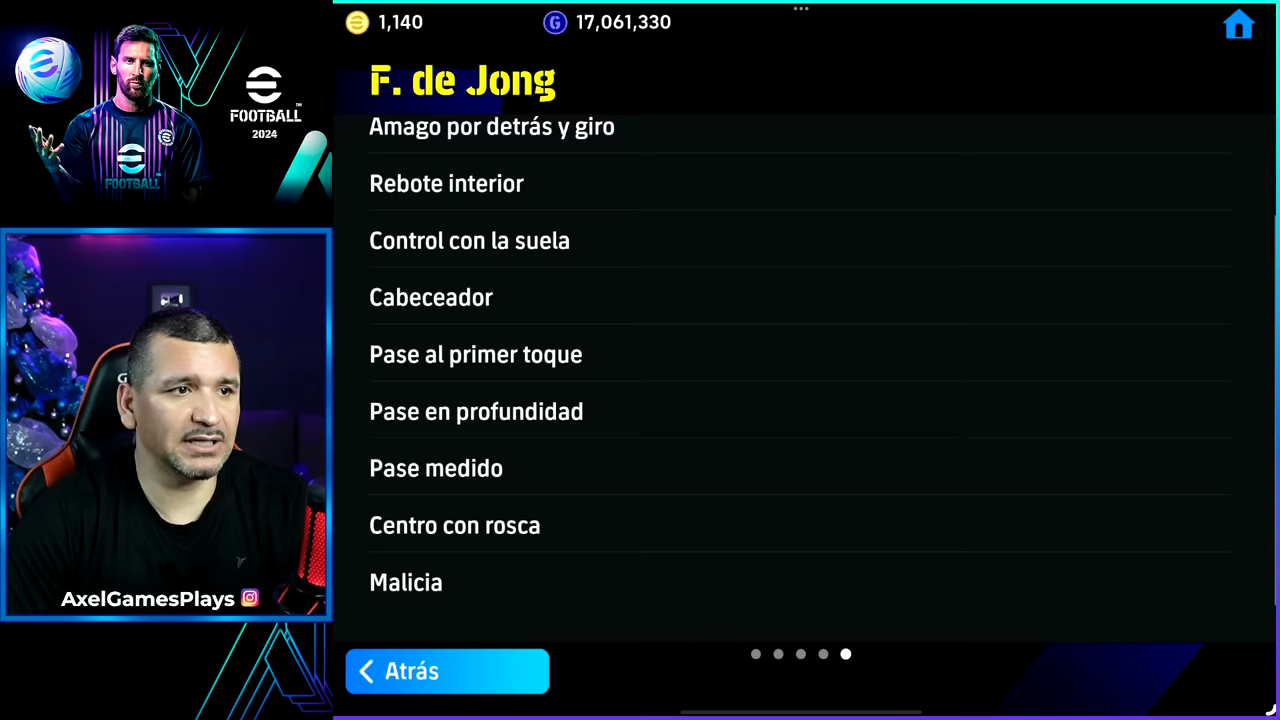 1,140
G
17,061,330
F. de Jong
Amago por detrás y giro
Rebote interior
Control con la suela
Cabeceador
Pase al primer toque
Pase en profundidad
Pase medido
Centro con rosca
Malicia
Atrás
FOOTBALL™
2024
FOOTBALL
AxelGamesPlays